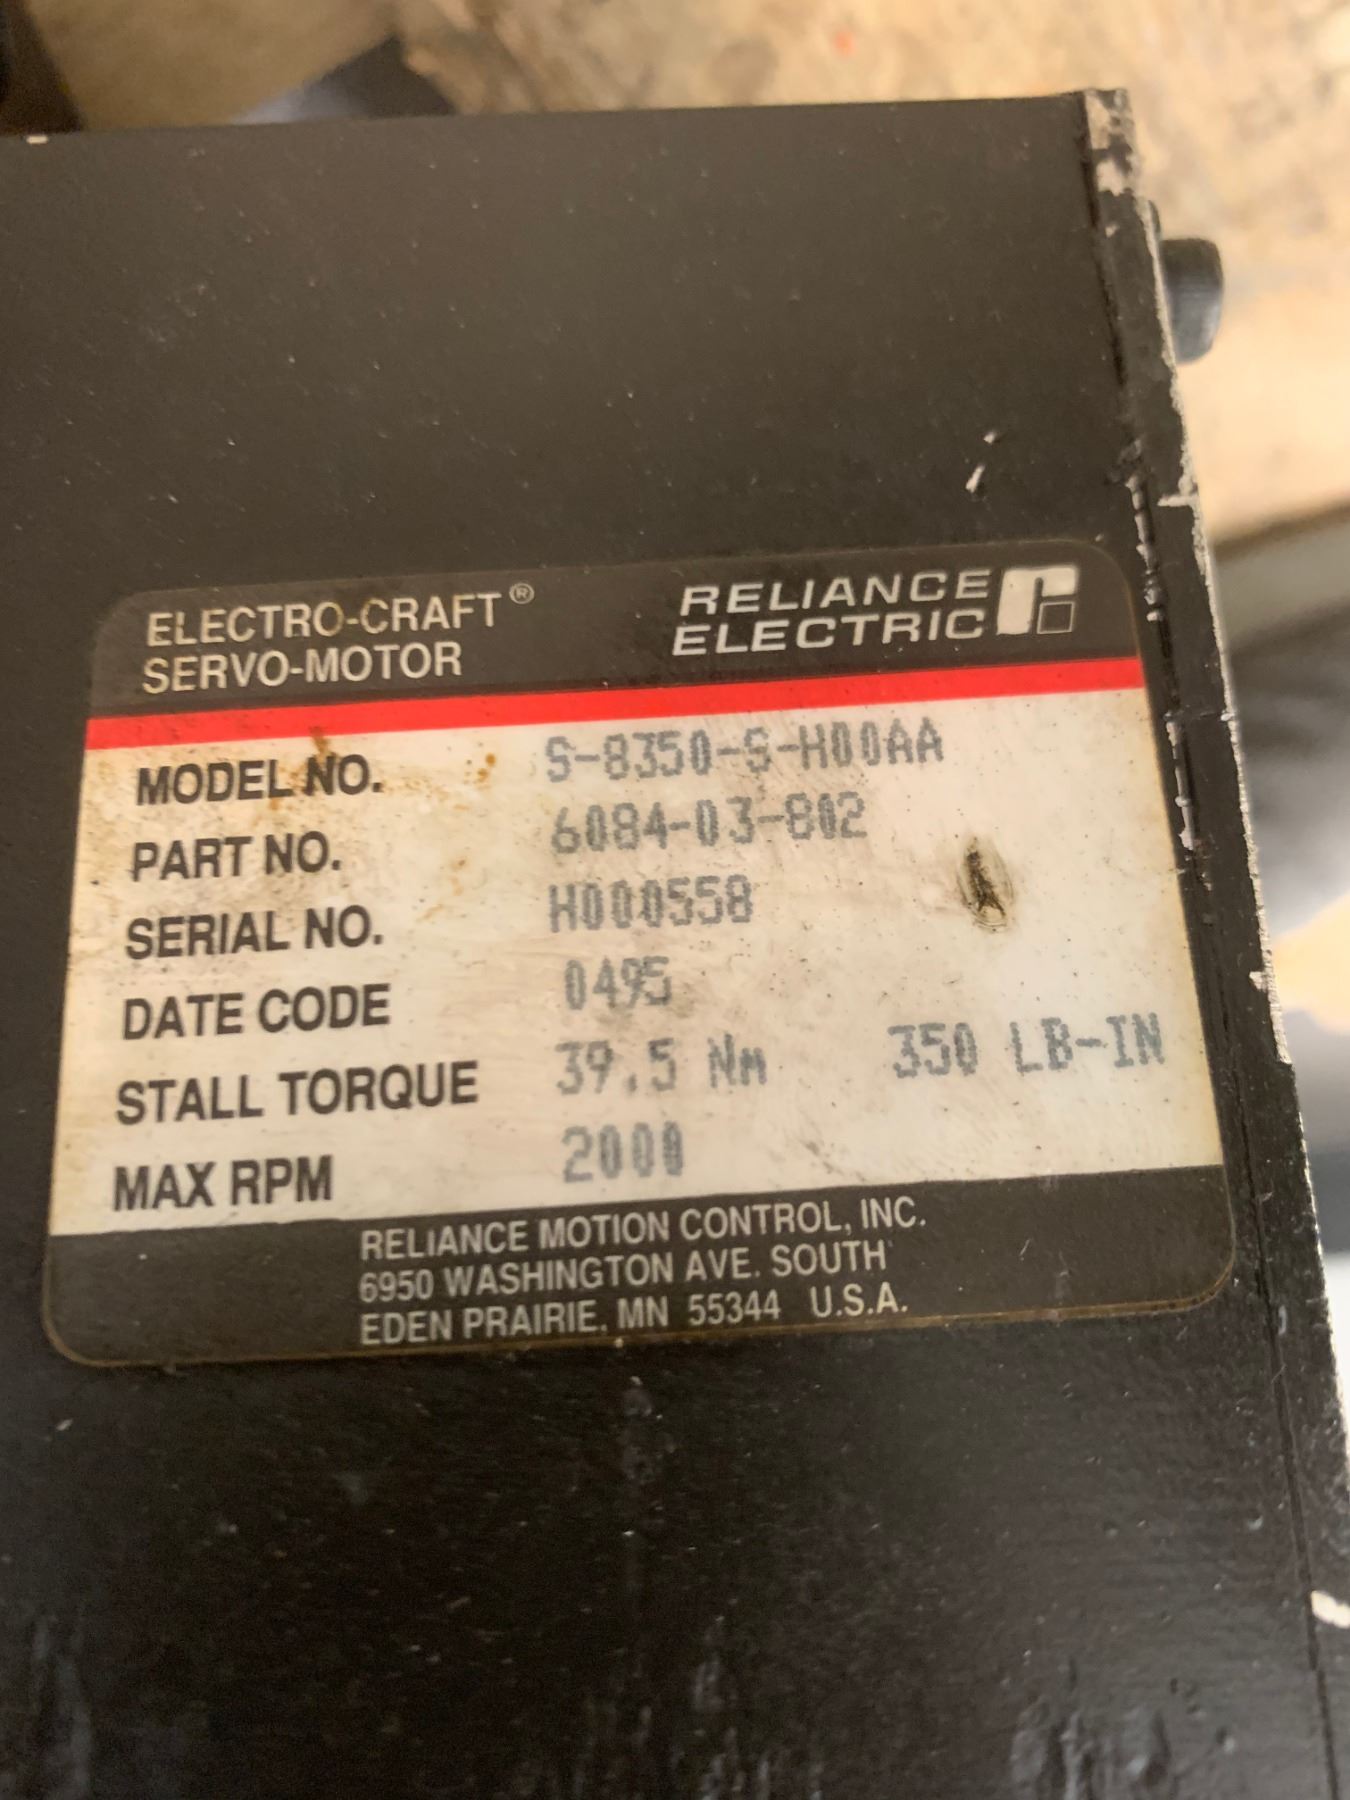 ELECTRO-CRAFT®
SERVO-MOTOR
RELIANCE
ELECTRIC
MODEL NO. S-8350-S-H00AA
PART NO. 6084-03-802
SERIAL NO. H000558
DATE CODE 0495
STALL TORQUE 39.5 Nm 350 LB-IN
MAX RPM 2000
RELIANCE MOTION CONTROL, INC.
6950 WASHINGTON AVE. SOUTH
EDEN PRAIRIE, MN 55344 U.S.A.